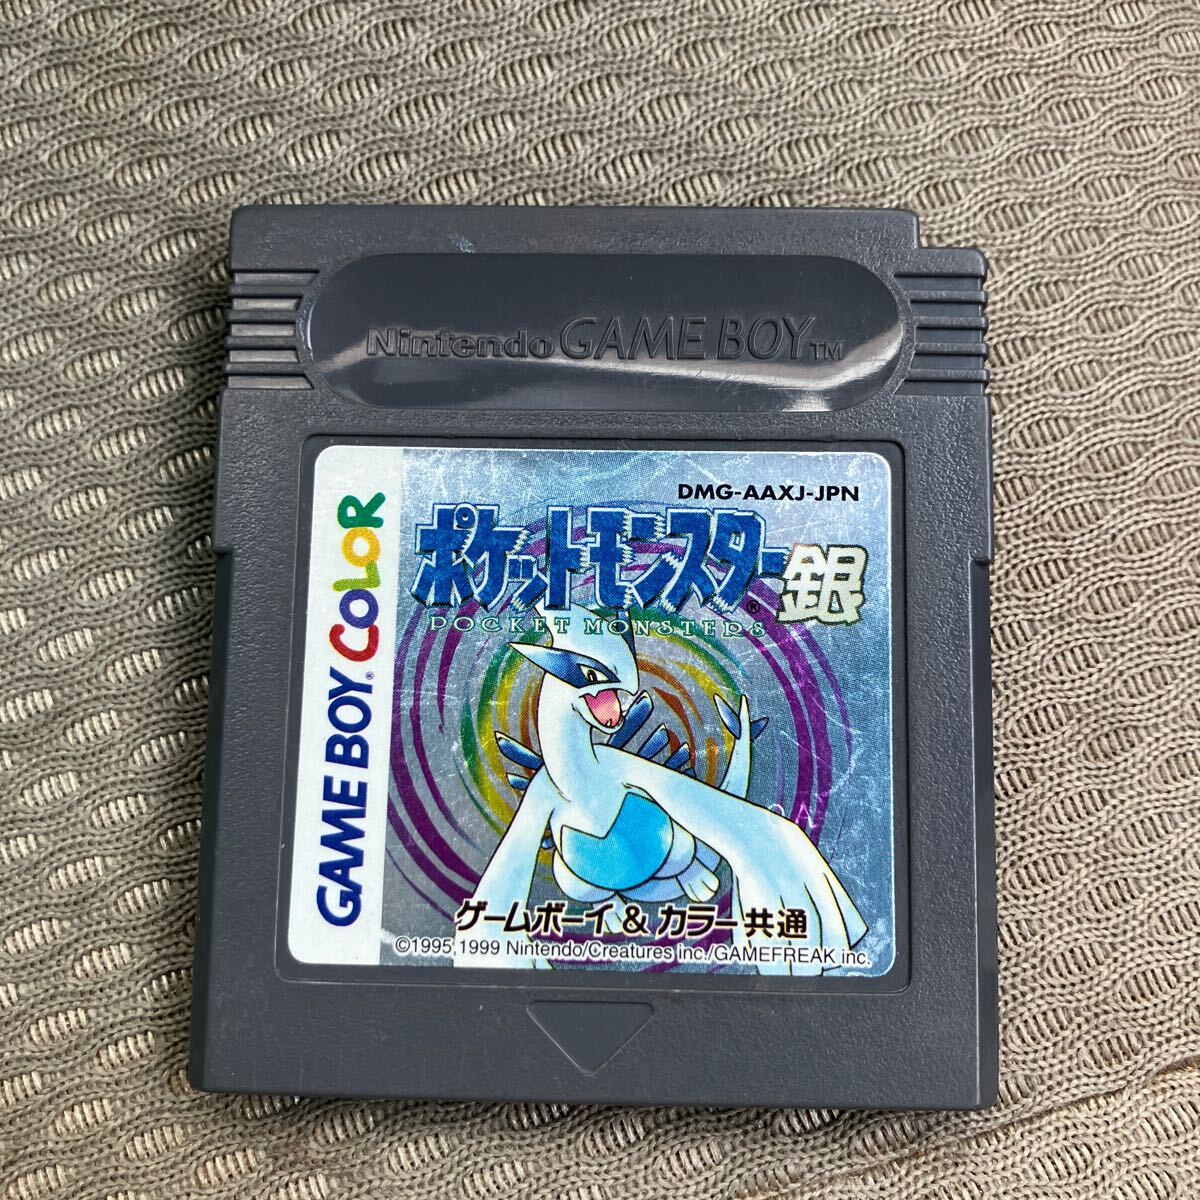 Nintendo GAME BOY™
GAME BOY® COLOR
DMG-AAXJ-JPN
ポケットモンスター®銀
POCKET MONSTERS
ゲームボーイ & カラー共通
©1995,1999 Nintendo/Creatures inc./GAMEFREAK inc.